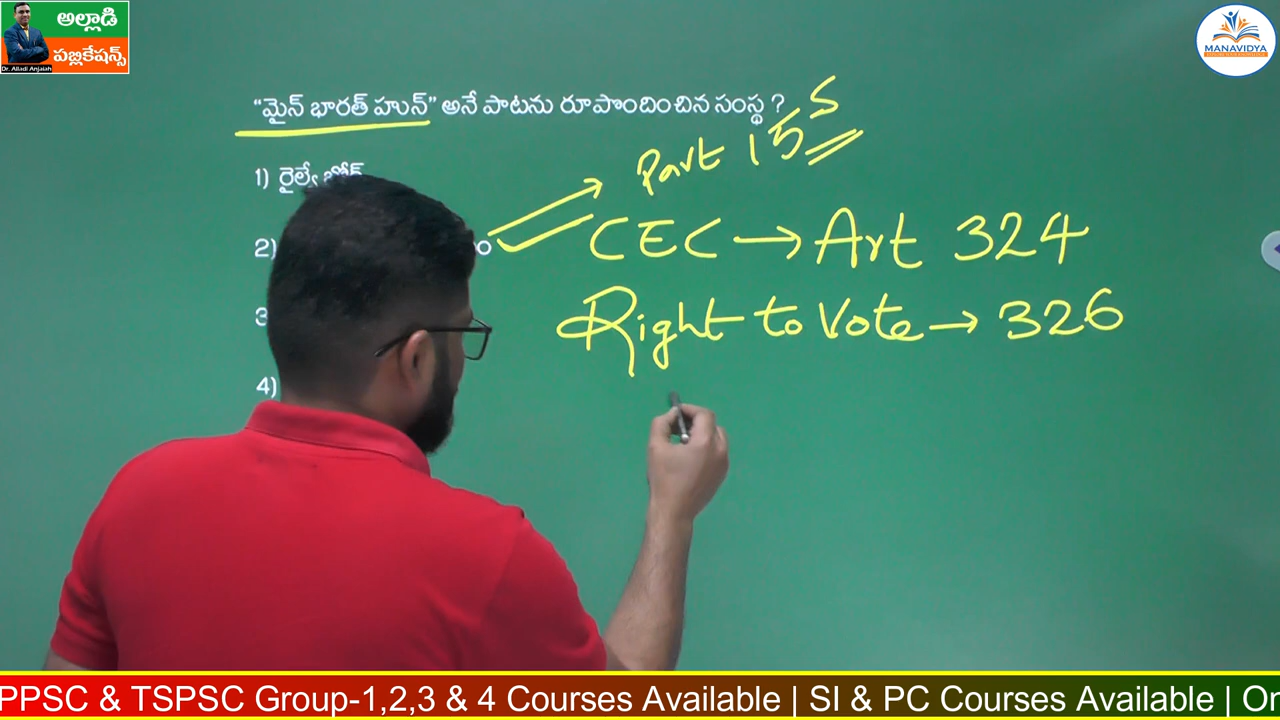 అల్లాడి
పబ్లికేషన్స్
Dr. Alladi Anjaiah
MANAVIDYA
“మైన్ భారత్ హున్” అనే పాటను రూపొందించిన సంస్థ ?
Part 15
1) రైల్వే
2)
CEC → Art 324
3
Right to Vote → 326
4)
PPSC & TSPSC Group-1,2,3 & 4 Courses Available | SI & PC Courses Available | On